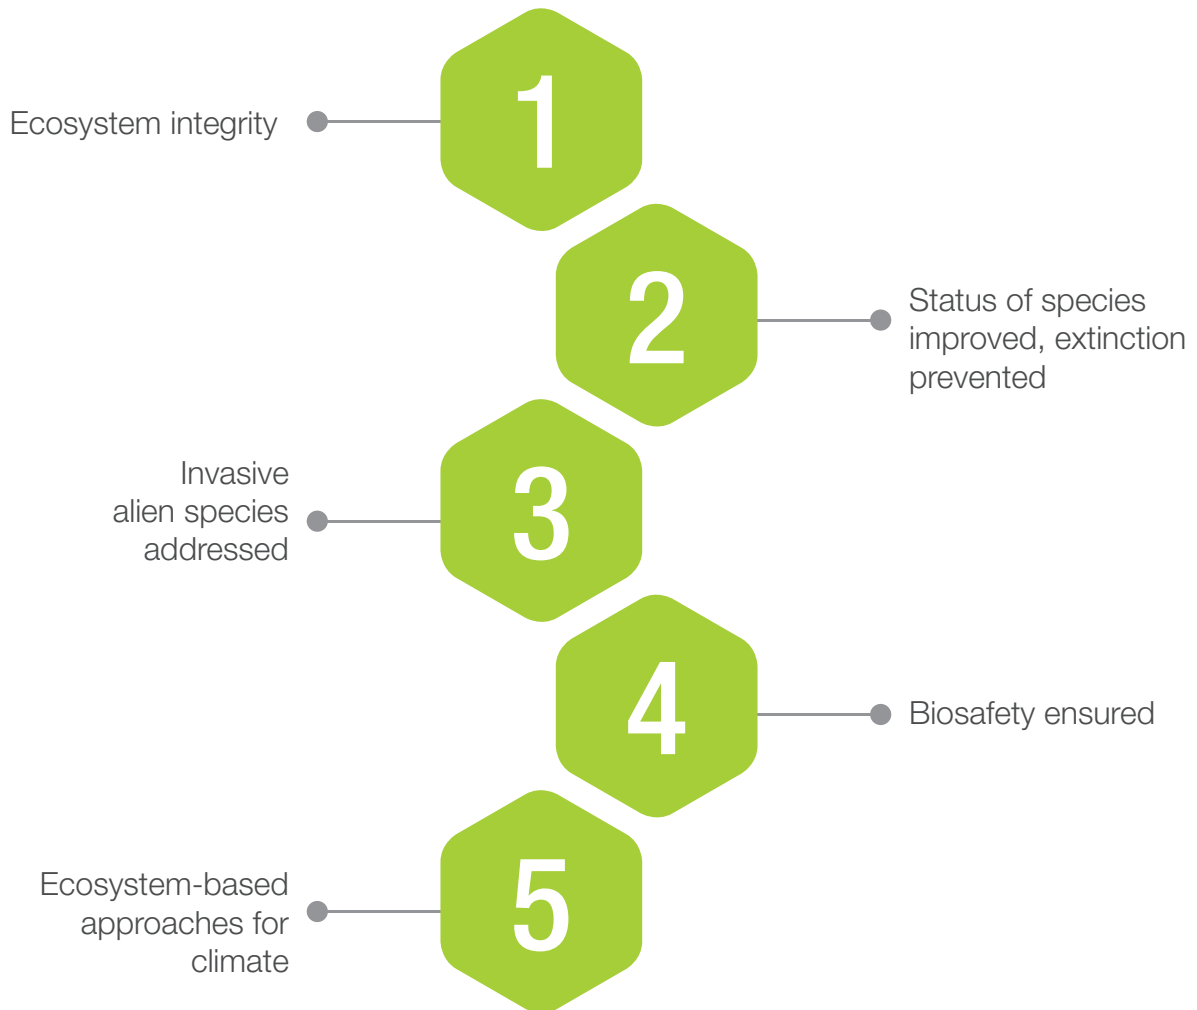 1
Ecosystem integrity
2
Status of species
improved, extinction
prevented
3
Invasive
alien species
addressed
4
Biosafety ensured
5
Ecosystem-based
approaches for
climate